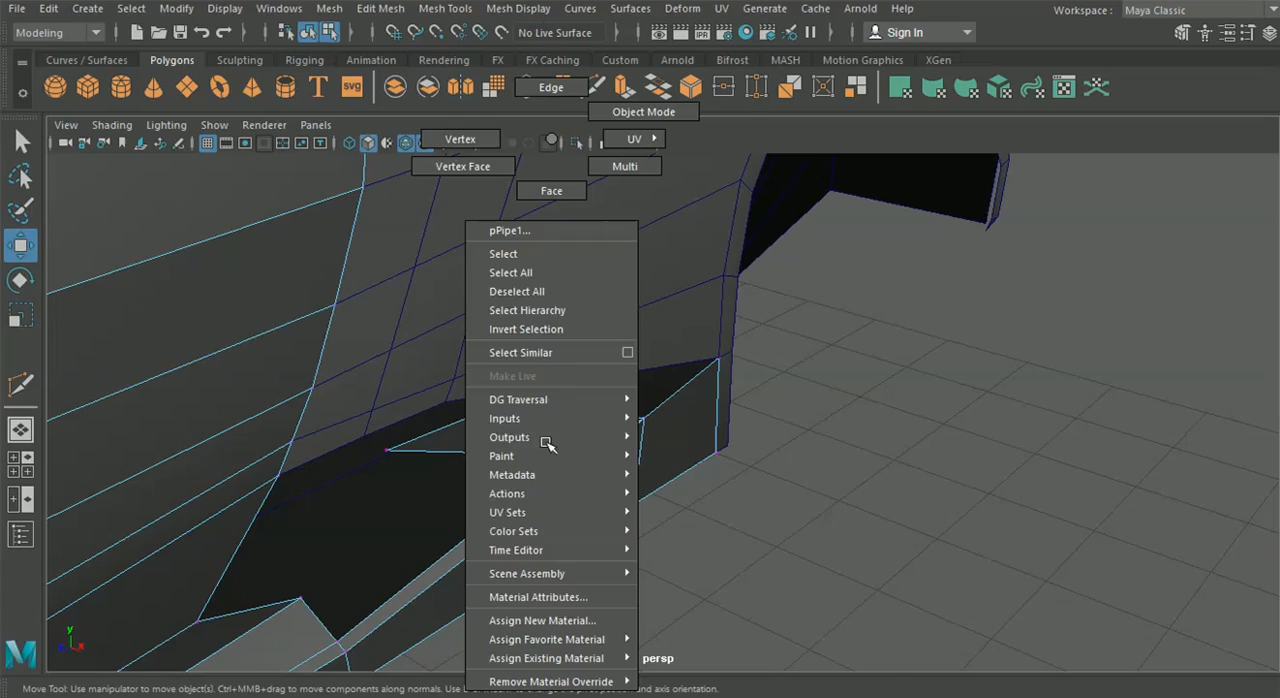 File Edit Create Select Modify Display Windows Mesh Edit Mesh Mesh Tools Mesh Display Curves Surfaces Deform UV Generate Cache Arnold Help Workspace : Maya Classic
Modeling No Live Surface Sign In
Curves / Surfaces Polygons Sculpting Rigging Animation Rendering FX FX Caching Custom Arnold Bifrost MASH Motion Graphics XGen
T SVG
Edge
Object Mode
View Shading Lighting Show Renderer Panels
Vertex UV
Vertex Face Multi
Face
pPipe1...
Select
Select All
Deselect All
Select Hierarchy
Invert Selection
Select Similar
Make Live
DG Traversal
Inputs
Outputs
Paint
Metadata
Actions
UV Sets
Color Sets
Time Editor
Scene Assembly
Material Attributes...
Assign New Material...
Assign Favorite Material
Assign Existing Material
Remove Material Override
y
z x
M
persp
Move Tool: Use manipulator to move object(s). Ctrl+MMB+drag to move components along normals. Use
pivot position and axis orientation.